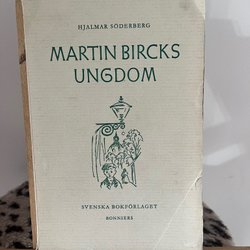 HJALMAR SÖDERBERG
MARTIN BIRCKS
UNGDOM
SVENSKA BOKFÖRLAGET
BONNIERS